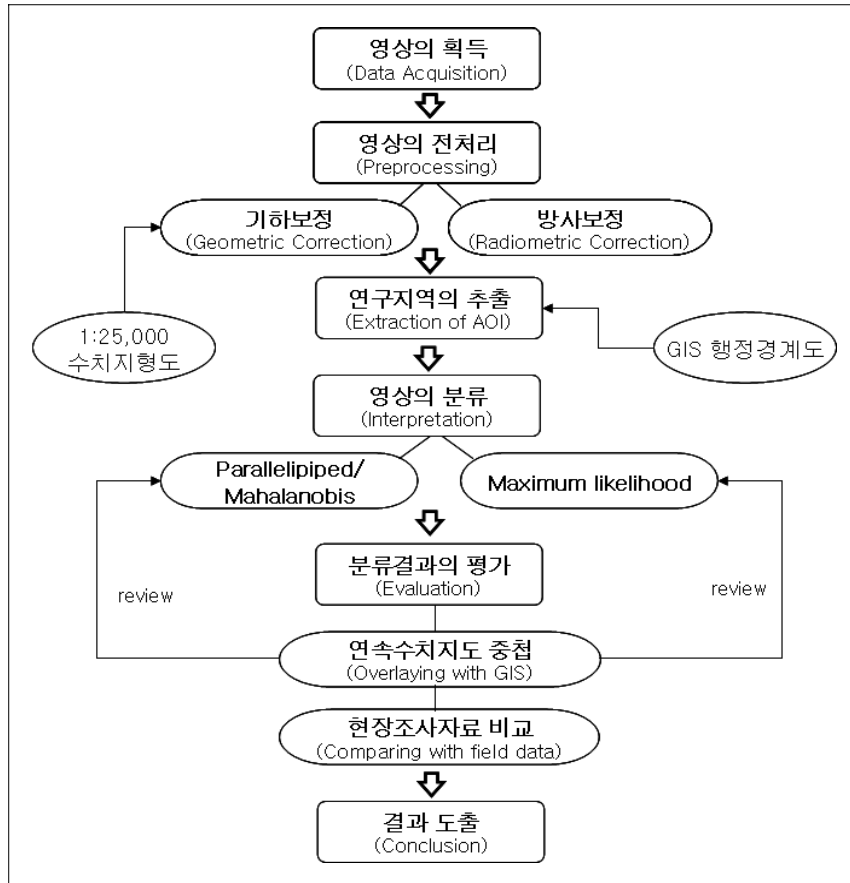 영상의 획득
(Data Acquisition)
영상의 전처리
(Preprocessing)
기하보정
(Geometric Correction)
방사보정
(Radiometric Correction)
연구지역의 추출
(Extraction of AOI)
1:25,000
수치지형도
GIS 행정경계도
영상의 분류
(Interpretation)
Parallelipiped/
Mahalanobis
Maximum likelihood
분류결과의 평가
(Evaluation)
review
review
연속수치지도 중첩
(Overlaying with GIS)
현장조사자료 비교
(Comparing with field data)
결과 도출
(Conclusion)